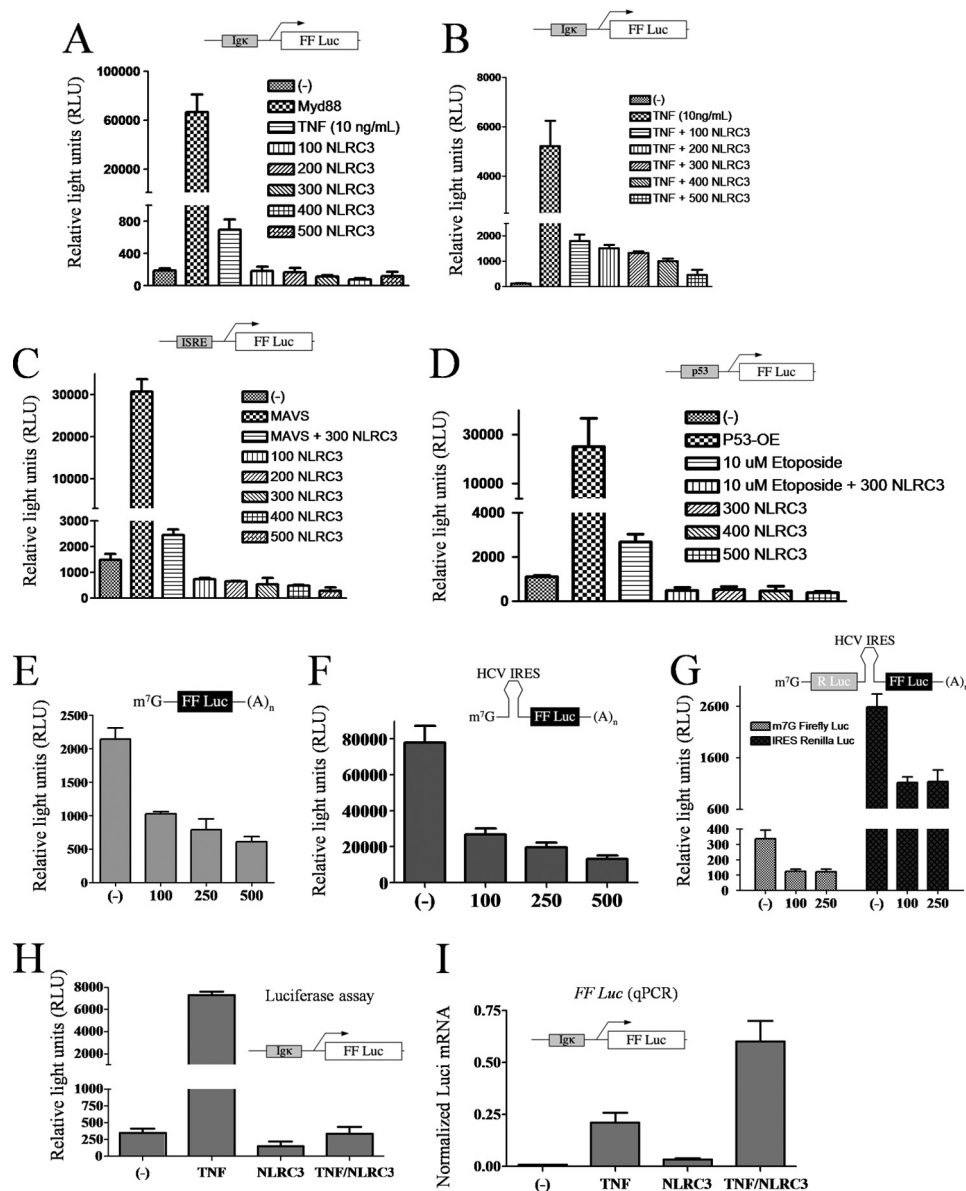 A
Igκ
FF Luc
Relative light units (RLU)
100000
80000
60000
800
400
0
(-)
Myd88
TNF (10 ng/mL)
100 NLRC3
200 NLRC3
300 NLRC3
400 NLRC3
500 NLRC3
B
Igκ
FF Luc
Relative light units (RLU)
8000
6000
4000
2000
1000
0
(-)
TNF (10ng/mL)
TNF + 100 NLRC3
TNF + 200 NLRC3
TNF + 300 NLRC3
TNF + 400 NLRC3
TNF + 500 NLRC3
C
ISRE
FF Luc
Relative light units (RLU)
30000
20000
10000
3000
2000
1000
0
(-)
MAVS
MAVS + 300 NLRC3
100 NLRC3
200 NLRC3
300 NLRC3
400 NLRC3
500 NLRC3
D
p53
FF Luc
Relative light units (RLU)
30000
10000
4000
2000
0
(-)
P53-OE
10 uM Etoposide
10 uM Etoposide + 300 NLRC3
300 NLRC3
400 NLRC3
500 NLRC3
E
m⁷G
FF Luc
(A)n
Relative light units (RLU)
2500
2000
1500
1000
500
0
(-) 100 250 500
F
HCV IRES
m⁷G
FF Luc
(A)n
Relative light units (RLU)
80000
60000
40000
20000
0
(-) 100 250 500
G
HCV IRES
m⁷G
R Luc
FF Luc
(A)n
Relative light units (RLU)
2600
1600
600
400
300
200
100
0
m7G Firefly Luc
IRES Renilla Luc
(-) 100 250 (-) 100 250
H
Luciferase assay
Igκ
FF Luc
Relative light units (RLU)
8000
6000
4000
2000
1000
750
500
250
0
(-) TNF NLRC3 TNF/NLRC3
I
FF Luc (qPCR)
Igκ
FF Luc
Normalized Luci mRNA
0.75
0.50
0.25
0.00
(-) TNF NLRC3 TNF/NLRC3